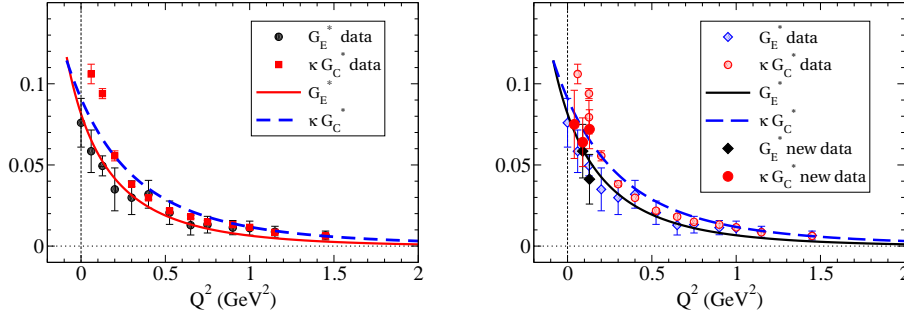 G_E^* data
κ G_C^* data
G_E^*
κ G_C^*
0.1
0.05
0
0 0.5 1 1.5 2
Q^2 (GeV^2)
G_E^* data
κ G_C^* data
G_E^*
κ G_C^*
G_E^* new data
κ G_C^* new data
0.1
0.05
0
0 0.5 1 1.5 2
Q^2 (GeV^2)